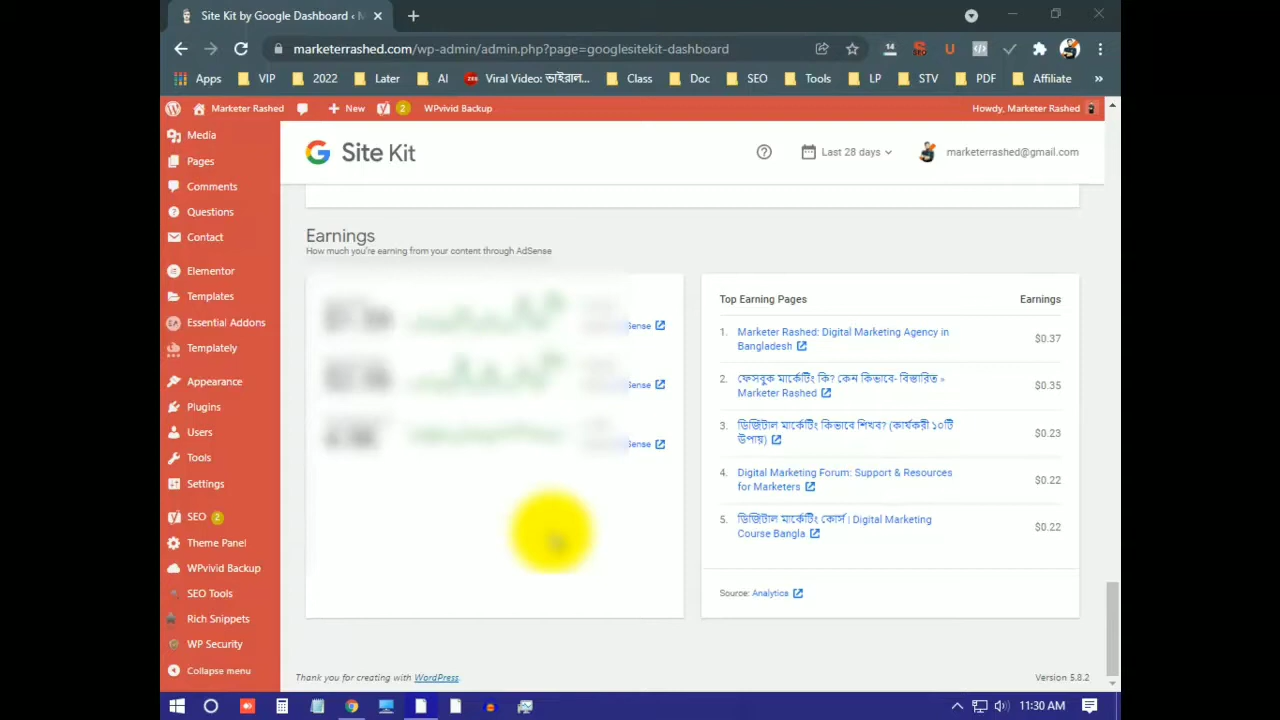 Site Kit by Google Dashboard ‹ M
marketerrashed.com/wp-admin/admin.php?page=googlesitekit-dashboard
14
SEO
U
Apps
VIP
2022
Later
AI
Viral Video: ভাইরাল...
Class
Doc
SEO
Tools
LP
STV
PDF
Affiliate
»
Marketer Rashed
New
2
WPvivid Backup
Howdy, Marketer Rashed
Media
Pages
Comments
Questions
Contact
Elementor
Templates
Essential Addons
Templately
Appearance
Plugins
Users
Tools
Settings
SEO 2
Theme Panel
WPvivid Backup
SEO Tools
Rich Snippets
WP Security
Collapse menu
Site Kit
Last 28 days
marketerrashed@gmail.com
Earnings
How much you're earning from your content through AdSense
Sense
Sense
Sense
Top Earning Pages
Earnings
1. Marketer Rashed: Digital Marketing Agency in
Bangladesh
$0.37
2. ফেসবুক মার্কেটিং কি? কেন কিভাবে- বিস্তারিত »
Marketer Rashed
$0.35
3. ডিজিটাল মার্কেটিং কিভাবে শিখব? (কার্যকরী ১০টি
উপায়)
$0.23
4. Digital Marketing Forum: Support & Resources
for Marketers
$0.22
5. ডিজিটাল মার্কেটিং কোর্স | Digital Marketing
Course Bangla
$0.22
Source: Analytics
Thank you for creating with WordPress.
Version 5.8.2
11:30 AM